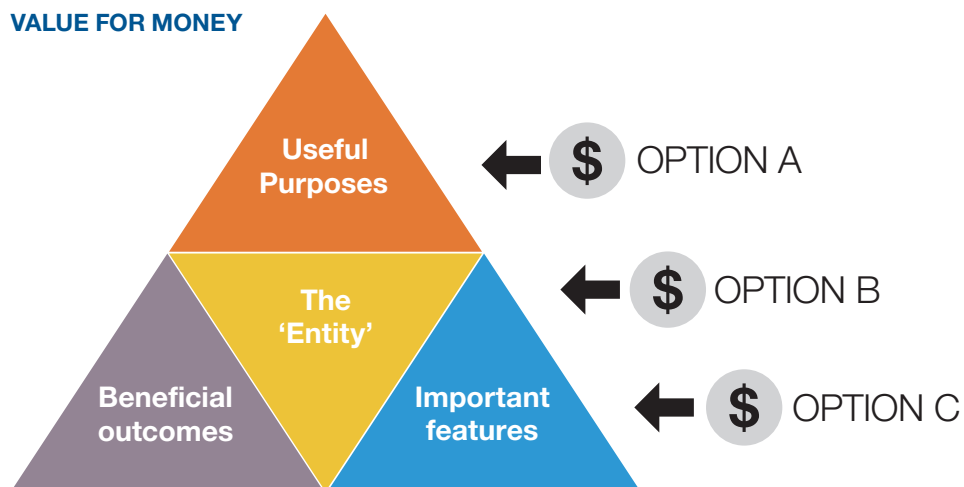 VALUE FOR MONEY
Useful
Purposes
$ OPTION A
The
‘Entity’
$ OPTION B
Beneficial
outcomes
Important
features
$ OPTION C